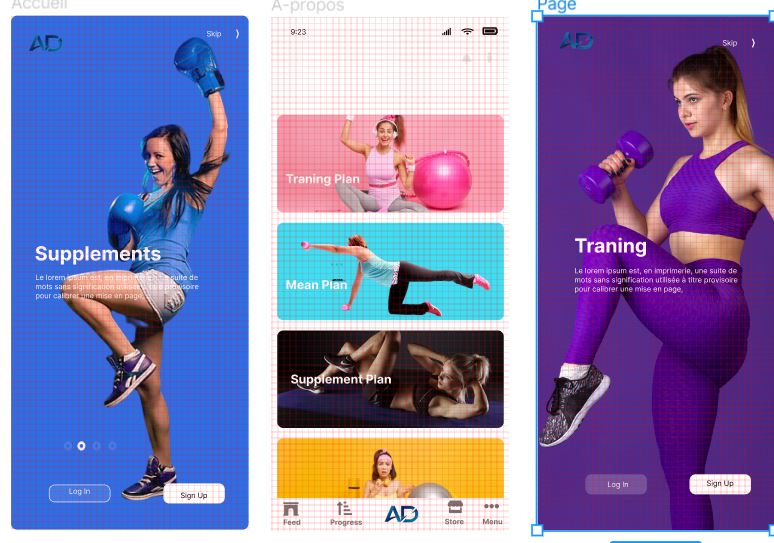 Accueil
AD
Skip
Supplements
Le lorem ipsum est, en imprimerie, une suite de
mots sans signification utilisée à titre provisoire
pour calibrer une mise en page,
Log In
Sign Up
A-propos
9:23
Traning Plan
Mean Plan
Supplement Plan
Feed
Progress
AD
Store
Menu
Page
AD
Skip
Traning
Le lorem ipsum est, en imprimerie, une suite de
mots sans signification utilisée à titre provisoire
pour calibrer une mise en page,
Log In
Sign Up